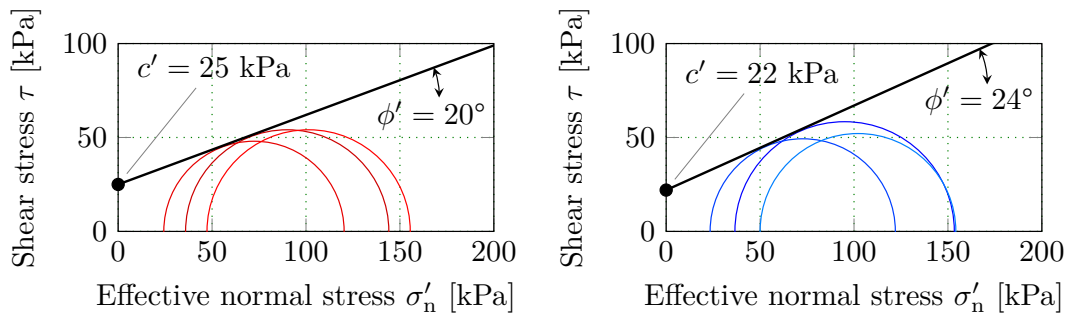 Shear stress τ [kPa]
100
50
0
c′ = 25 kPa
ϕ′ = 20°
0 50 100 150 200
Effective normal stress σ′n [kPa]
Shear stress τ [kPa]
100
50
0
c′ = 22 kPa
ϕ′ = 24°
0 50 100 150 200
Effective normal stress σ′n [kPa]